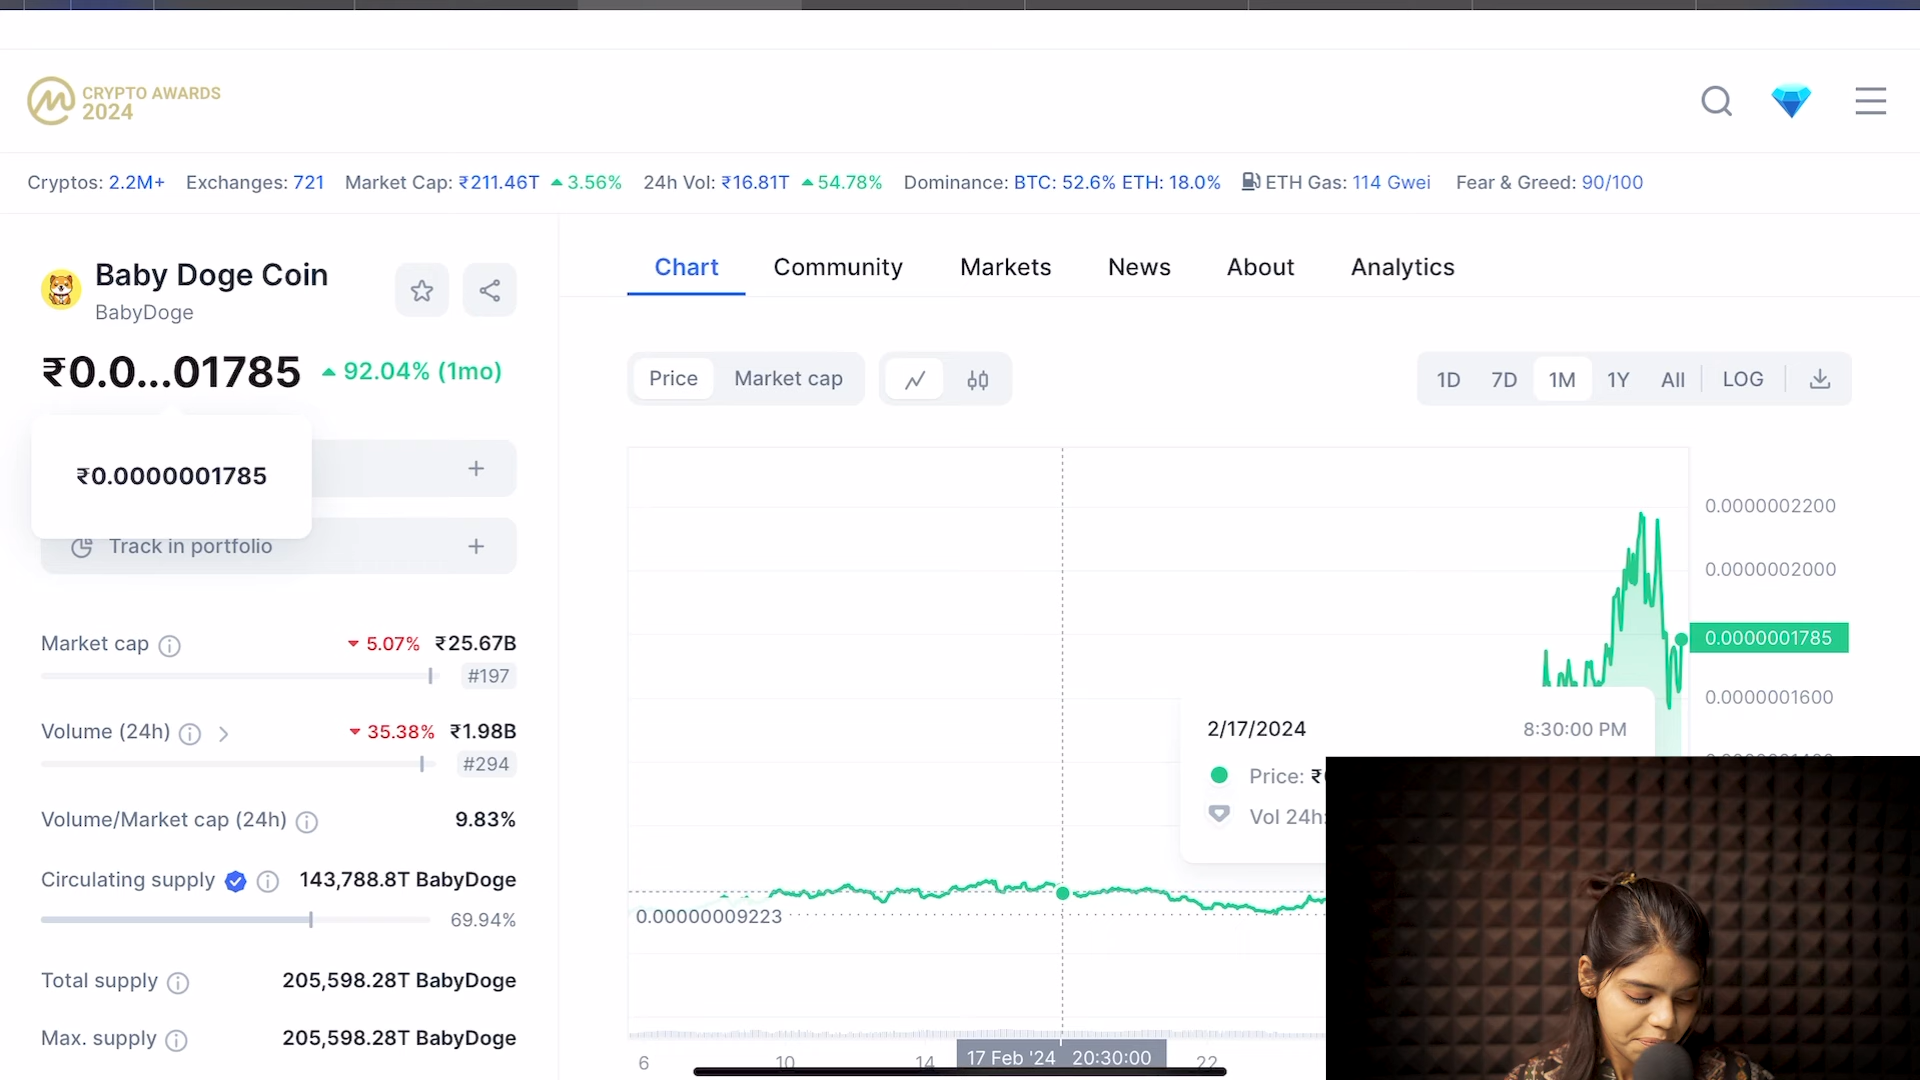 CRYPTO AWARDS
2024
Cryptos: 2.2M+ Exchanges: 721 Market Cap: ₹211.46T 3.56% 24h Vol: ₹16.81T 54.78% Dominance: BTC: 52.6% ETH: 18.0% ETH Gas: 114 Gwei Fear & Greed: 90/100
Baby Doge Coin
BabyDoge
₹0.0...01785 92.04% (1mo)
₹0.0000001785
Track in portfolio
Market cap 5.07% ₹25.67B
#197
Volume (24h) 35.38% ₹1.98B
#294
Volume/Market cap (24h) 9.83%
Circulating supply 143,788.8T BabyDoge
69.94%
Total supply 205,598.28T BabyDoge
Max. supply 205,598.28T BabyDoge
Chart Community Markets News About Analytics
Price Market cap
1D 7D 1M 1Y All LOG
0.0000002200
0.0000002000
0.0000001785
0.0000001600
2/17/2024 8:30:00 PM
Price: ₹
Vol 24h:
0.00000009223
6 10 14 17 Feb '24 20:30:00 22